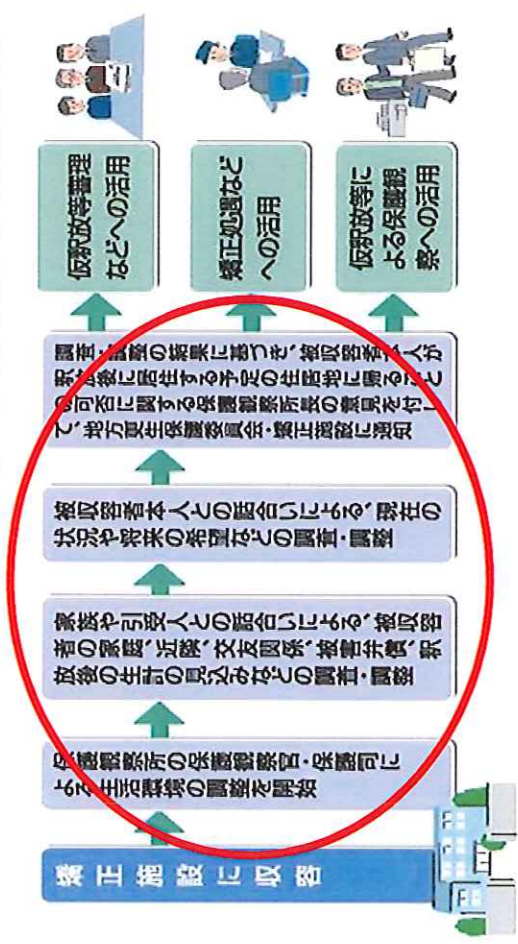 矯正施設に収容
保護観察所の保護観察官・保護司に
よる生活環境の調整を開始
家族や引受人との話合いによる、被収容
者の家庭、近隣、交友関係、被害弁償、釈
放後の生計の見込みなどの調査・調整
被収容者本人との話合いによる、現在の
状況や将来の希望などの調査・調整
調査・調整の結果に基づき、被収容者本人が
釈放後に居住する予定の住居地に帰るなど
の可否に関する保護観察所長の意見を付し
て、地方更生保護委員会・矯正施設に通知
仮釈放等審理
などへの活用
矯正処遇など
への活用
仮釈放等に
よる保護観
察への活用